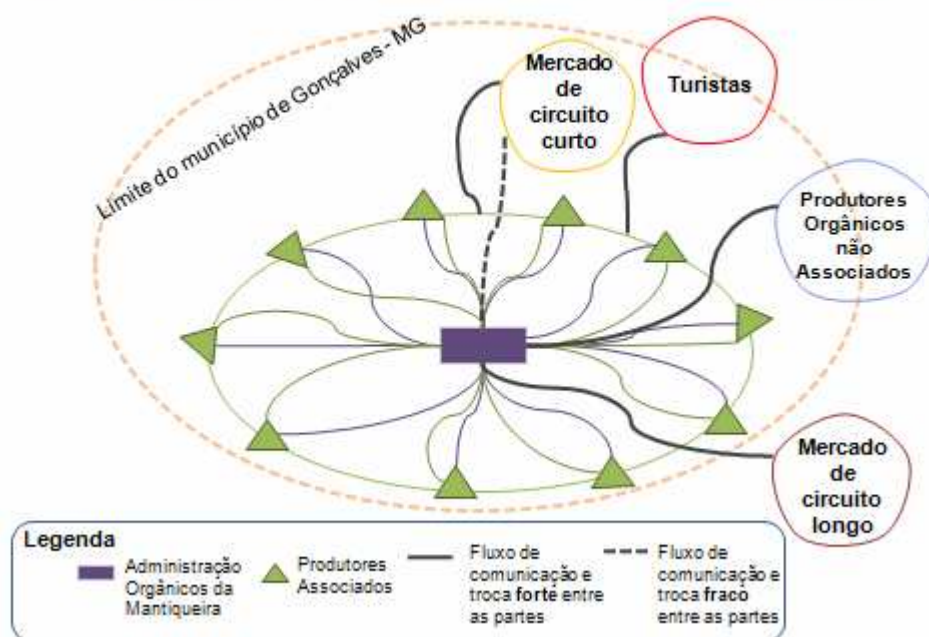 Límite do município de Gonçalves - MG
Mercado
de
circuito
curto
Turistas
Produtores
Orgânicos
não
Associados
Mercado
de
circuito
longo
Legenda
Administração
Orgânicos da
Mantiqueira
Produtores
Associados
Fluxo de
comunicação e
troca forte entre
as partes
Fluxo de
comunicação e
troca fraco
entre as partes